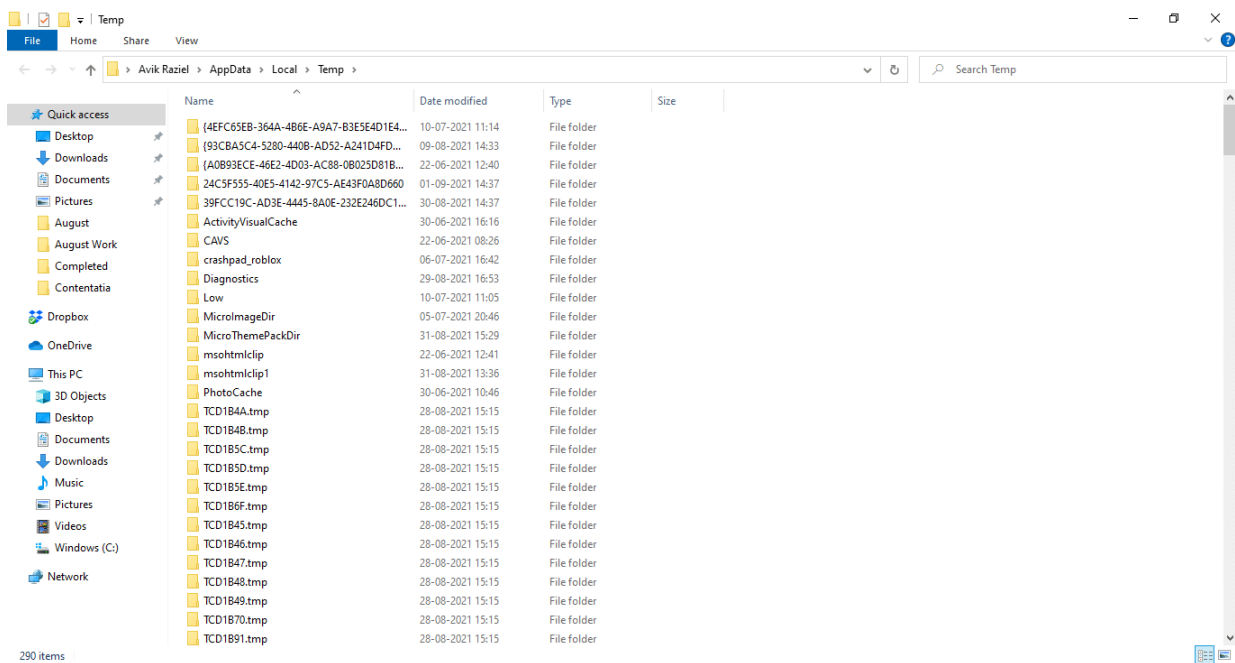 Temp
File Home Share View
Avik Raziel > AppData > Local > Temp >
Search Temp
Name Date modified Type Size
Quick access
Desktop
Downloads
Documents
Pictures
August
August Work
Completed
Contentatia
Dropbox
OneDrive
This PC
3D Objects
Desktop
Documents
Downloads
Music
Pictures
Videos
Windows (C:)
Network
{4EFC65EB-364A-4B6E-A9A7-B3E5E4D1E4... 10-07-2021 11:14 File folder
{93CBA5C4-5280-440B-AD52-A241D4FD... 09-08-2021 14:33 File folder
{A0B93ECE-46E2-4D03-AC88-0B025D81B... 22-06-2021 12:40 File folder
24C5F555-40E5-4142-97C5-AE43F0A8D660 01-09-2021 14:37 File folder
39FCC19C-AD3E-4445-8A0E-232E246DC1... 30-08-2021 14:37 File folder
ActivityVisualCache 30-06-2021 16:16 File folder
CAVS 22-06-2021 08:26 File folder
crashpad_roblox 06-07-2021 16:42 File folder
Diagnostics 29-08-2021 16:53 File folder
Low 10-07-2021 11:05 File folder
MicroImageDir 05-07-2021 20:46 File folder
MicroThemePackDir 31-08-2021 15:29 File folder
msohtmlclip 22-06-2021 12:41 File folder
msohtmlclip1 31-08-2021 13:36 File folder
PhotoCache 30-06-2021 10:46 File folder
TCD1B4A.tmp 28-08-2021 15:15 File folder
TCD1B4B.tmp 28-08-2021 15:15 File folder
TCD1B5C.tmp 28-08-2021 15:15 File folder
TCD1B5D.tmp 28-08-2021 15:15 File folder
TCD1B5E.tmp 28-08-2021 15:15 File folder
TCD1B6F.tmp 28-08-2021 15:15 File folder
TCD1B45.tmp 28-08-2021 15:15 File folder
TCD1B46.tmp 28-08-2021 15:15 File folder
TCD1B47.tmp 28-08-2021 15:15 File folder
TCD1B48.tmp 28-08-2021 15:15 File folder
TCD1B49.tmp 28-08-2021 15:15 File folder
TCD1B70.tmp 28-08-2021 15:15 File folder
TCD1B91.tmp 28-08-2021 15:15 File folder
290 items